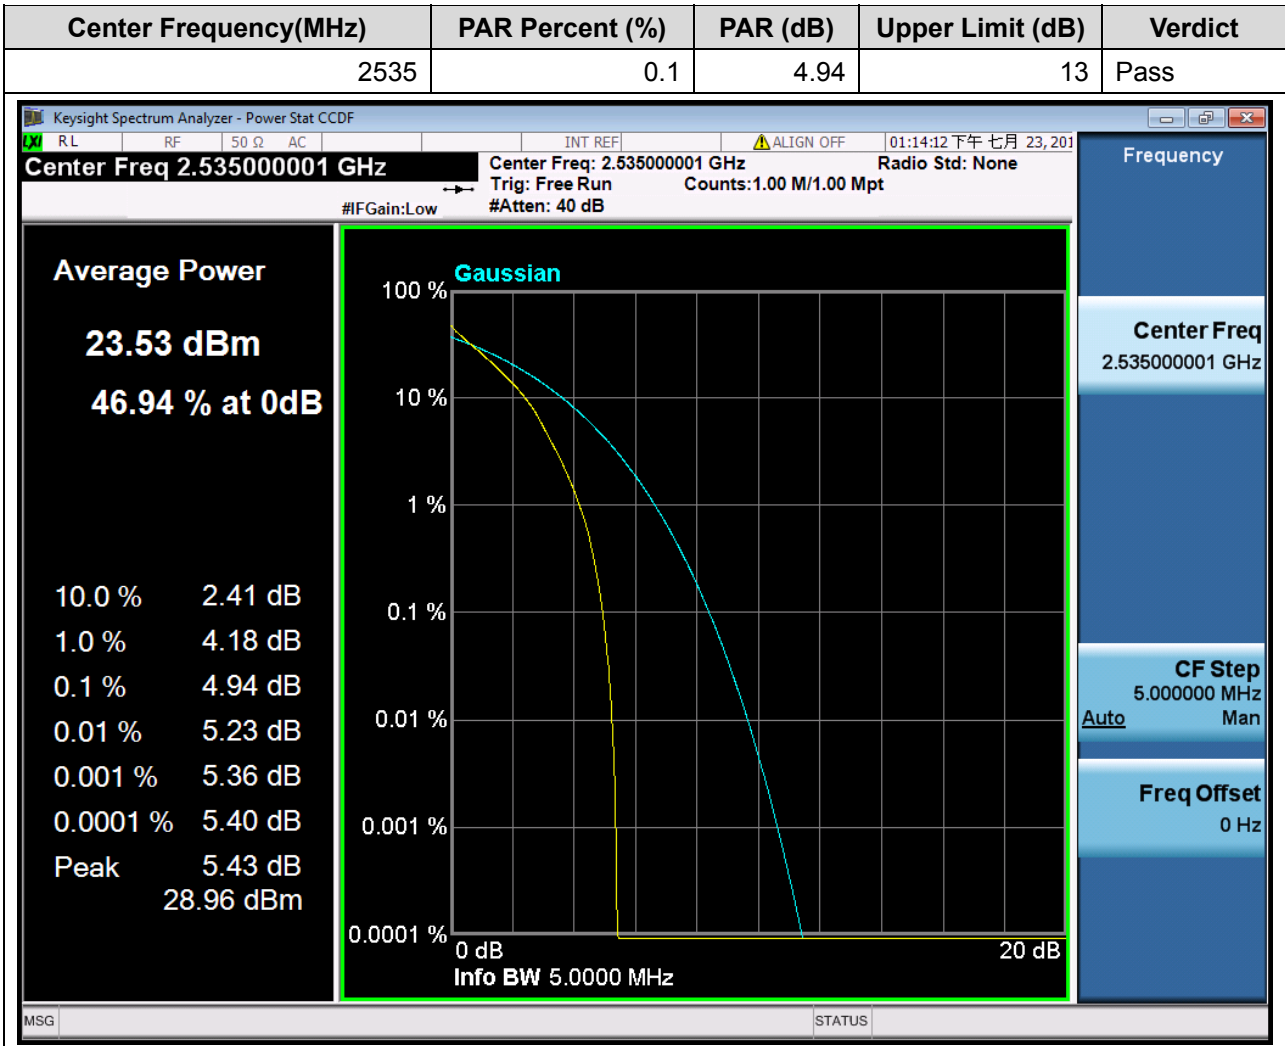 Center Frequency(MHz) PAR Percent (%) PAR (dB) Upper Limit (dB) Verdict
2535 0.1 4.94 13 Pass
Keysight Spectrum Analyzer - Power Stat CCDF
LXI RL RF 50 Ω AC INT REF ALIGN OFF 01:14:12 下午 七月 23, 201
Center Freq 2.535000001 GHz
Center Freq: 2.535000001 GHz Radio Std: None
Trig: Free Run Counts:1.00 M/1.00 Mpt
#IFGain:Low #Atten: 40 dB
Average Power
23.53 dBm
46.94 % at 0dB
10.0 % 2.41 dB
1.0 % 4.18 dB
0.1 % 4.94 dB
0.01 % 5.23 dB
0.001 % 5.36 dB
0.0001 % 5.40 dB
Peak 5.43 dB
28.96 dBm
Gaussian
100 %
10 %
1 %
0.1 %
0.01 %
0.001 %
0.0001 %
0 dB 20 dB
Info BW 5.0000 MHz
Frequency
Center Freq
2.535000001 GHz
CF Step
5.000000 MHz
Auto Man
Freq Offset
0 Hz
MSG STATUS